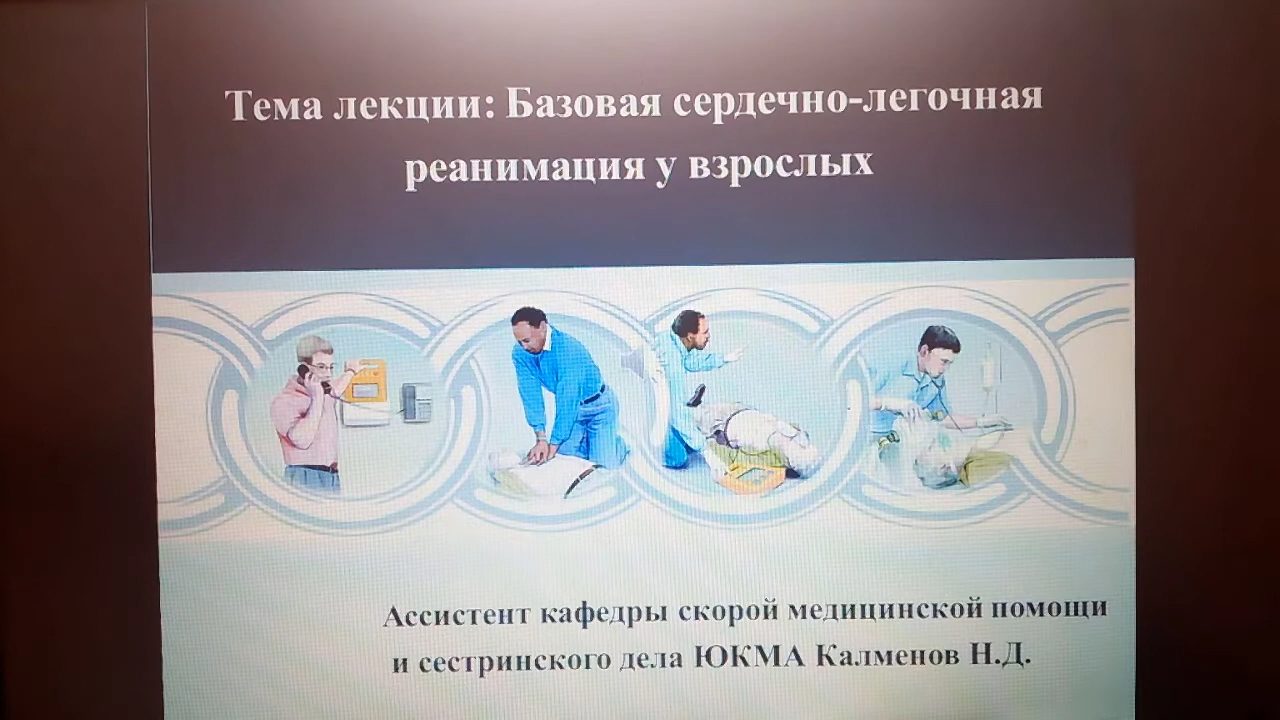 Тема лекции: Базовая сердечно-легочная
реанимация у взрослых
Ассистент кафедры скорой медицинской помощи
и сестринского дела ЮКМА Калменов Н.Д.